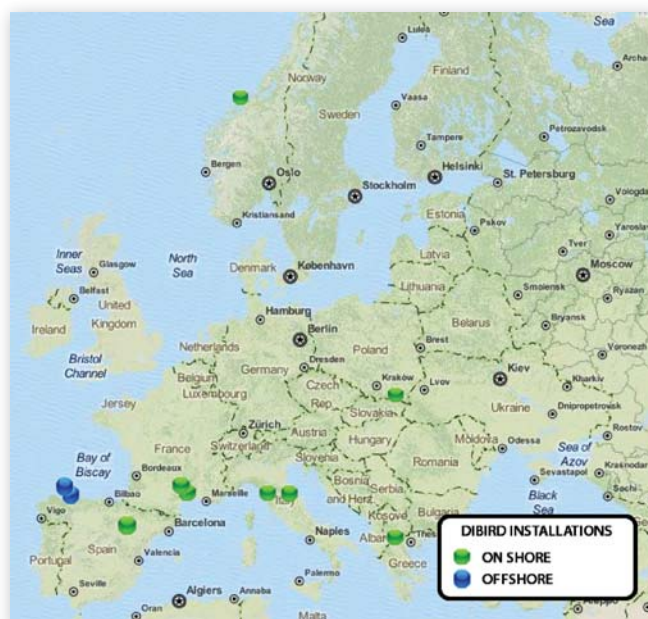 Luleå
Sea
Norway
Finland
Archa
Vaasa
Sweden
Petrozavodsk
Tampere
Bergen
Oslo
Helsinki
St. Petersburg
Stockholm
Vologda
Kristiansand
Estonia
Pskov
Yaroslav
Inner
Seas
North
Sea
Tver
Latvia
Glasgow
Denmark
København
Moscow
Lithuania
Smolensk
Ryazan
Belfast
United
Kingdom
Hamburg
Bryansk
Ireland
Berlin
Belarus
Voronezh
Netherlands
Poland
Brest
Bristol
Channel
Germany
Dresden
Kiev
Belgium
Kraków
Lvov
Kharkiv
Luxembourg
Czech
Rep.
Jersey
Slovakia
Ukraine
Dnipropetrovsk
Zürich
Austria
Hungary
Moldova
France
Switzerland
Rostov
Bay of
Biscay
Slovenia
Romania
Odessa
Sea of
Azov
Bordeaux
Bosnia
and Her.
Serbia
Krasnodar
Sevastapol
Marseille
Italy
Bilbao
Black
Sea
Sochi
Vigo
Kosovo
Bulgaria
Barcelona
Naples
Alban
Thes
Portugal
Spain
Valencia
Greece
Palermo
Seville
Algiers
Annaba
Oran
Malta
Aleppo
DIBIRD INSTALLATIONS
ON SHORE
OFFSHORE